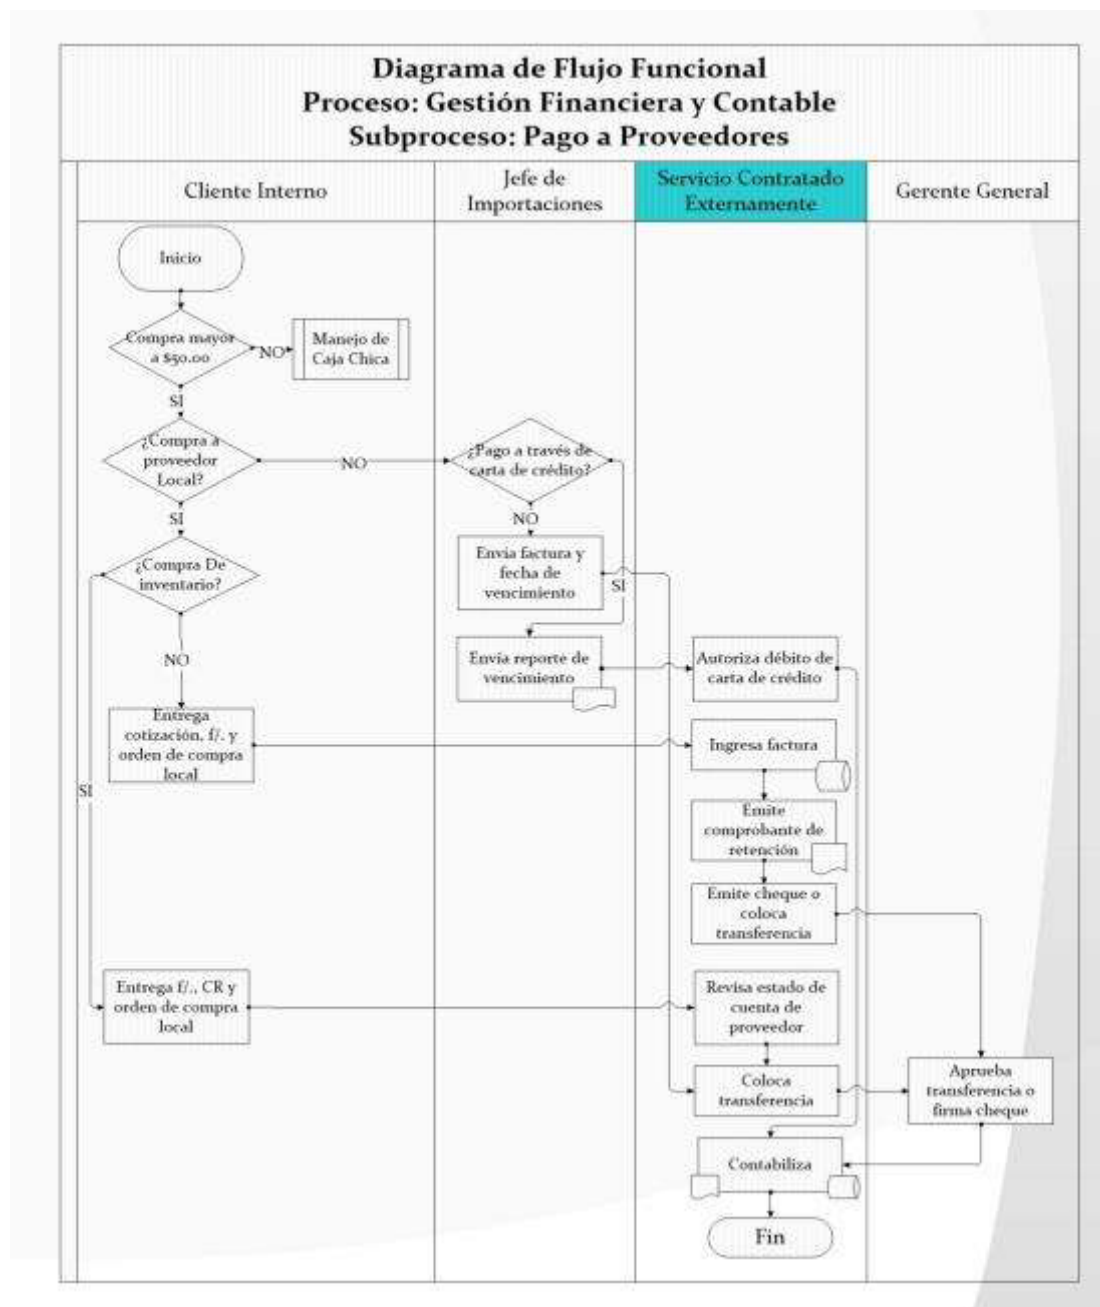 Diagrama de Flujo Funcional
Proceso: Gestión Financiera y Contable
Subproceso: Pago a Proveedores
Cliente Interno
Jefe de
Importaciones
Servicio Contratado
Externamente
Gerente General
Inicio
Compra mayor
a $50.00
NO
Manejo de
Caja Chica
SI
¿Compra a
proveedor
Local?
NO
¿Pago a través de
carta de crédito?
SI
NO
¿Compra De
inventario?
Envía factura y
fecha de
vencimiento
SI
NO
Envía reporte de
vencimiento
Autoriza débito de
carta de crédito
Entrega
cotización, f/. y
orden de compra
local
Ingresa factura
SI
Emite
comprobante de
retención
Emite cheque o
coloca
transferencia
Entrega f/., CR y
orden de compra
local
Revisa estado de
cuenta de
proveedor
Coloca
transferencia
Aprueba
transferencia o
firma cheque
Contabiliza
Fin